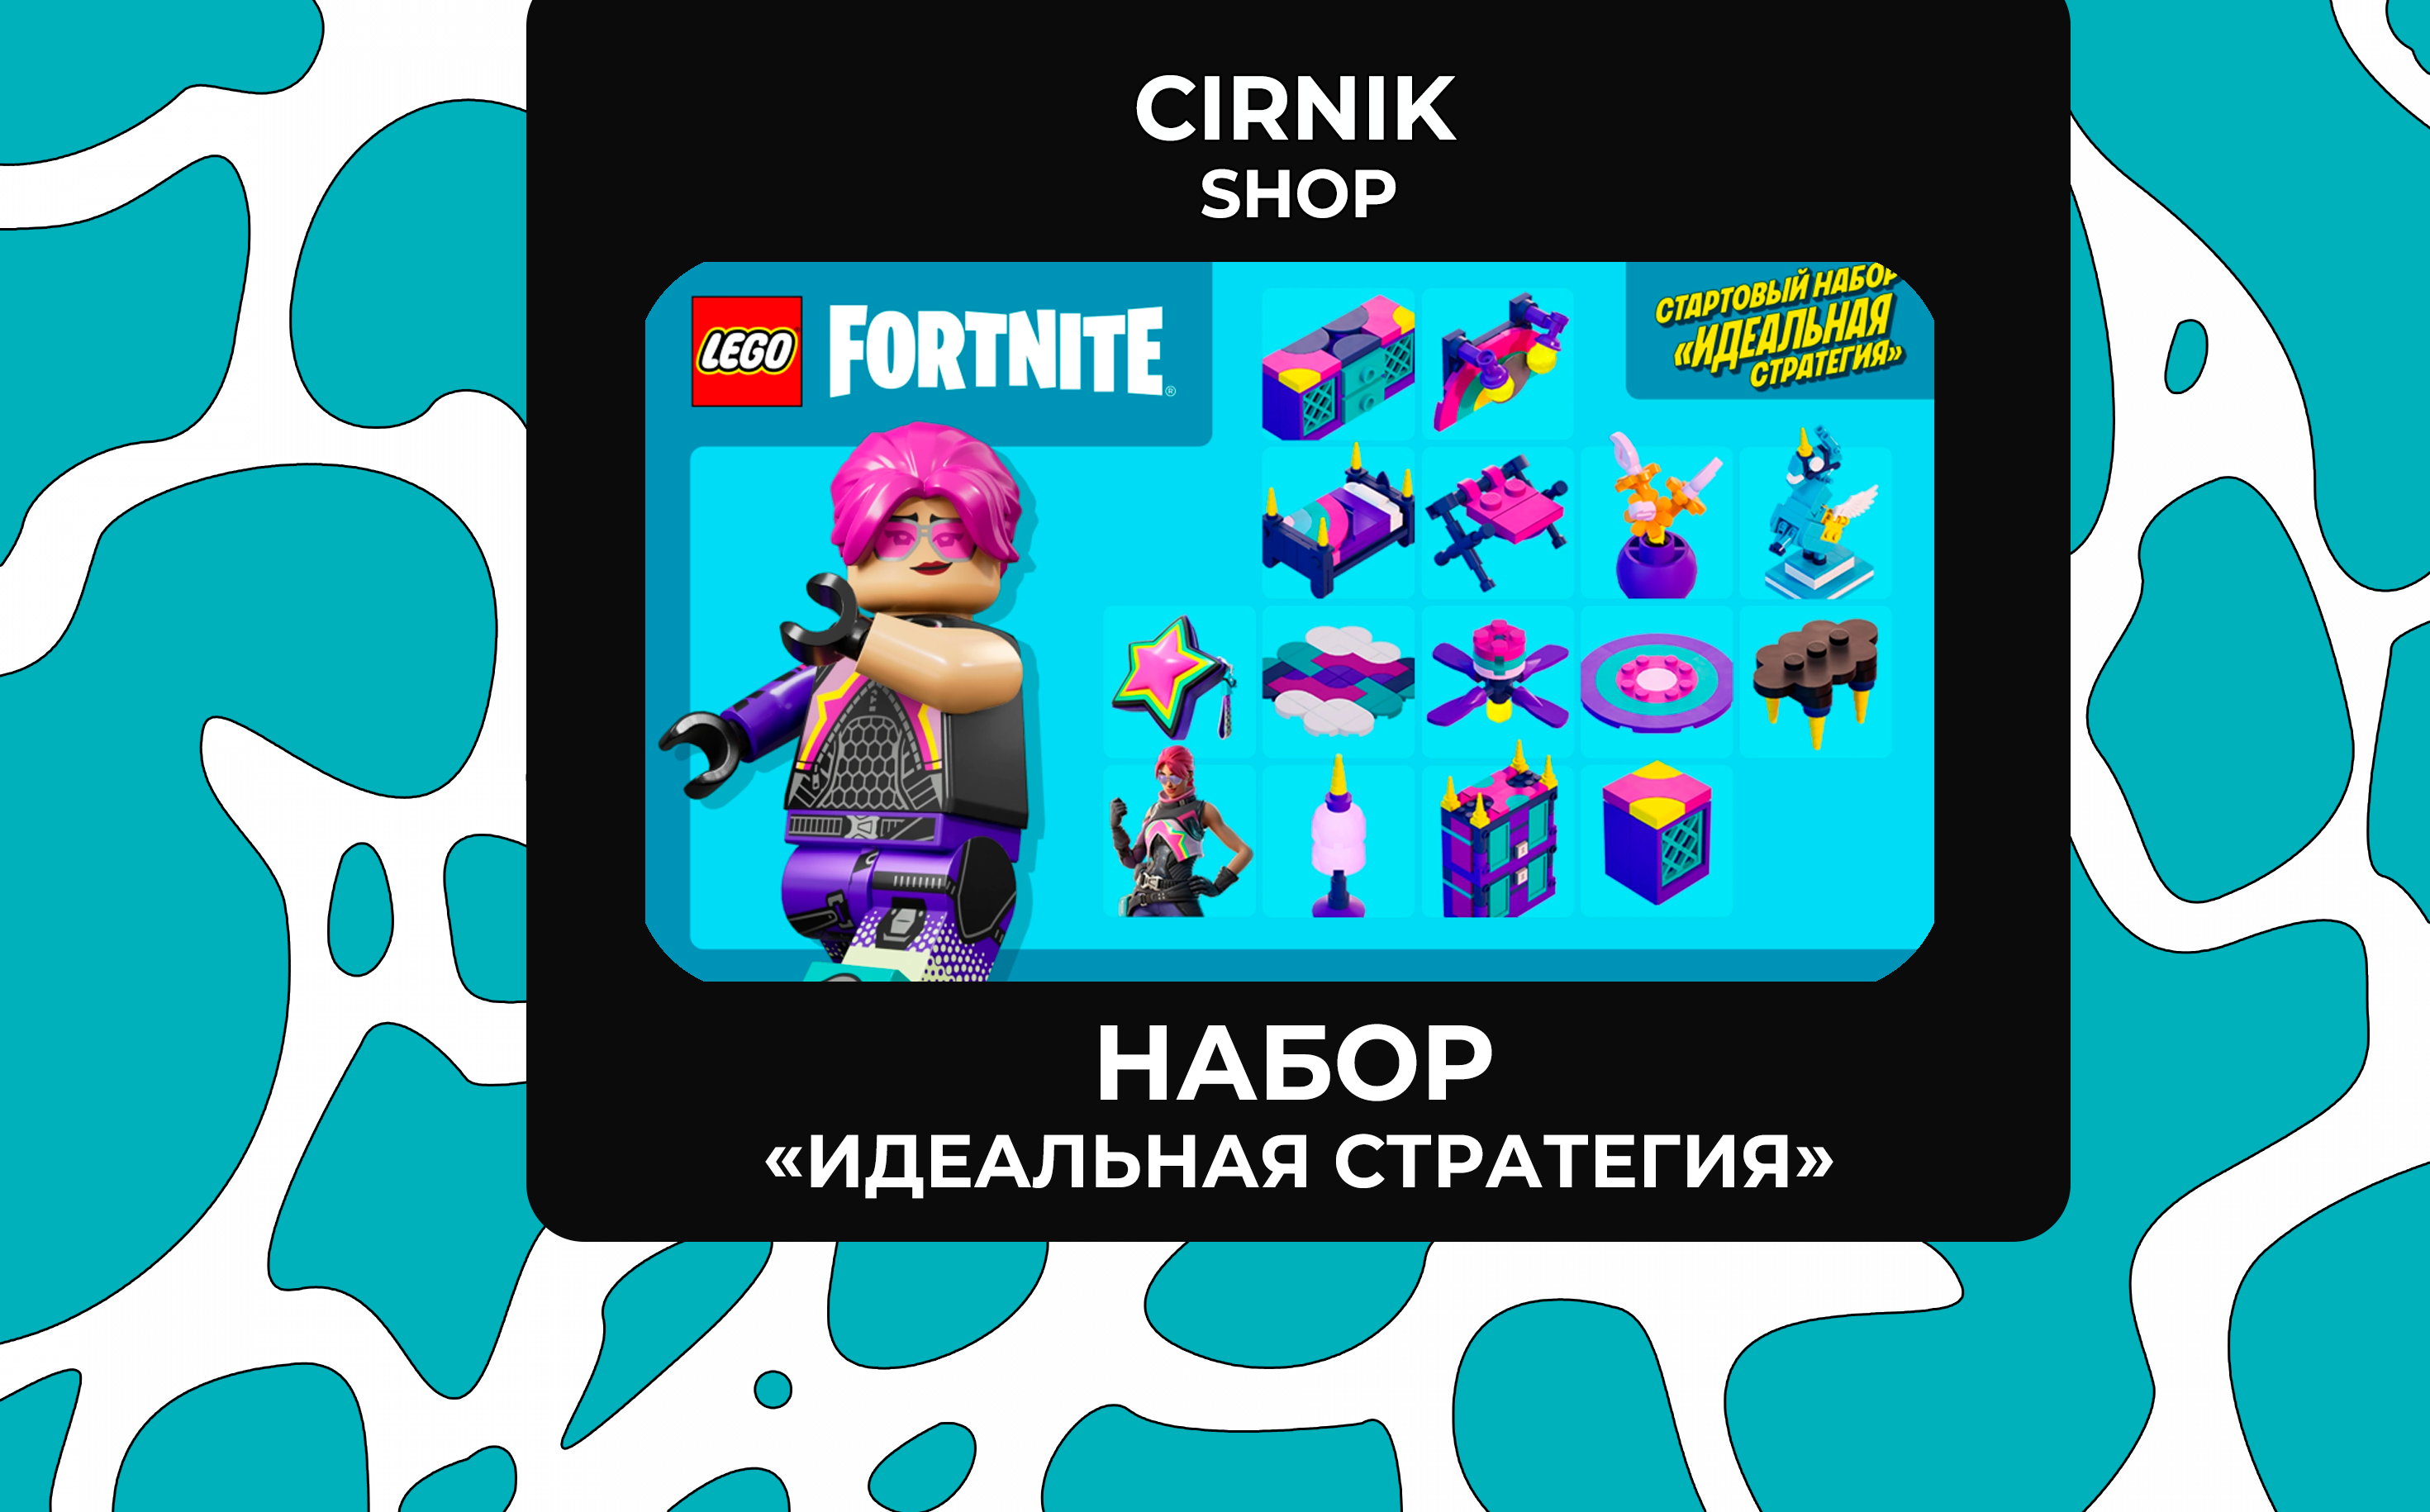 CIRNIK
SHOP
LEGO
FORTNITE®
СТАРТОВЫЙ НАБОР
«ИДЕАЛЬНАЯ
СТРАТЕГИЯ»
НАБОР
«ИДЕАЛЬНАЯ СТРАТЕГИЯ»